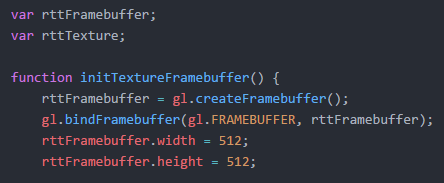 var rttFramebuffer;
var rttTexture;

function initTextureFramebuffer() {
    rttFramebuffer = gl.createFramebuffer();
    gl.bindFramebuffer(gl.FRAMEBUFFER, rttFramebuffer);
    rttFramebuffer.width = 512;
    rttFramebuffer.height = 512;